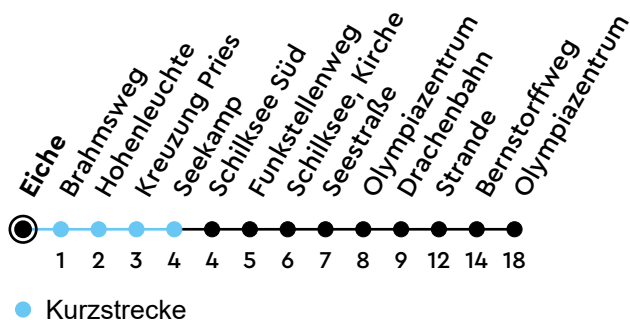 Eiche
Brahmsweg
Hohenleuchte
Kreuzung Pries
Seekamp
Schilksee Süd
Funkstellenweg
Schilksee, Kirche
Seestraße
Olympiazentrum
Drachenbahn
Strande
Bernstorffweg
Olympiazentrum
1 2 3 4 4 5 6 7 8 9 12 14 18
Kurzstrecke